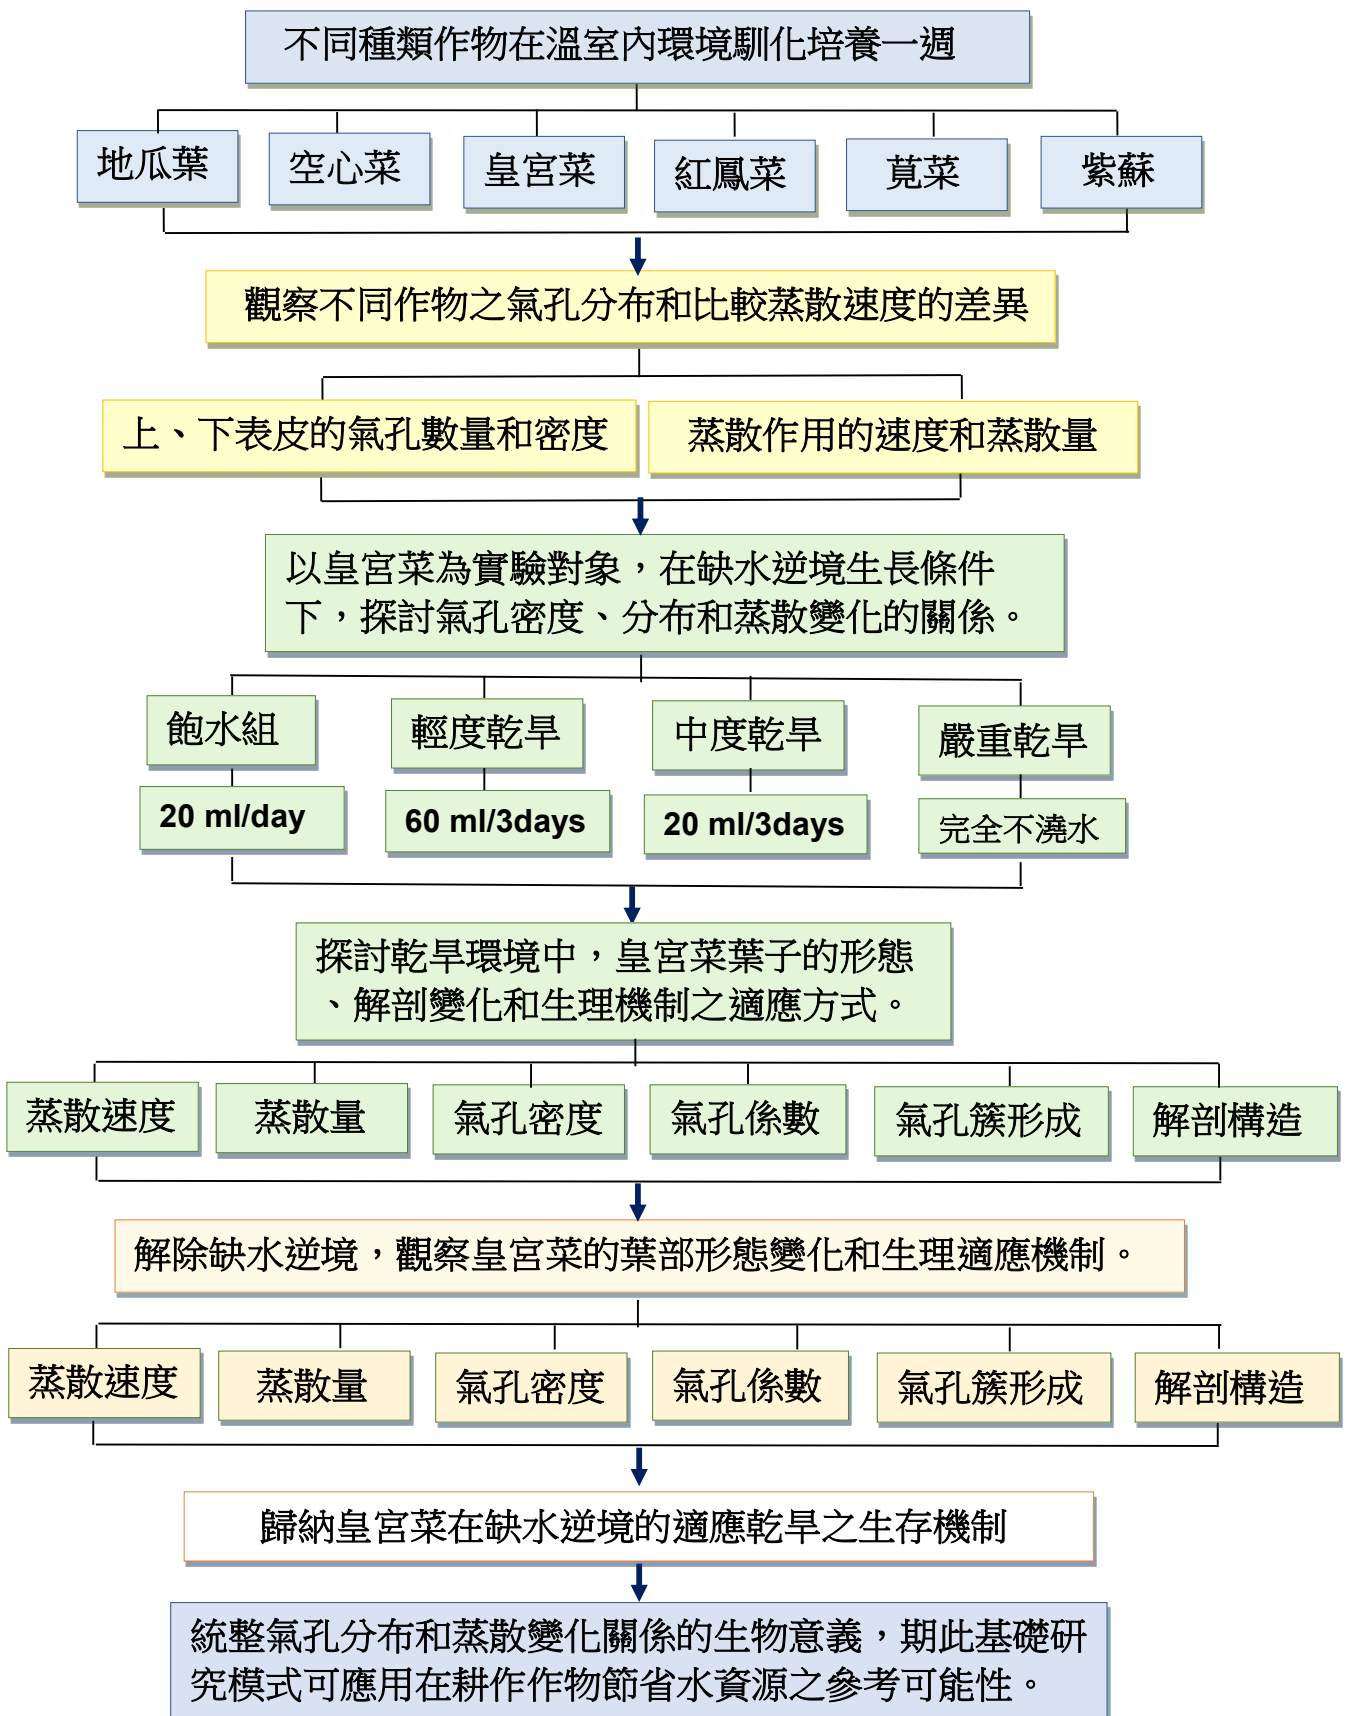 不同種類作物在溫室內環境馴化培養一週
地瓜葉
空心菜
皇宮菜
紅鳳菜
莧菜
紫蘇
觀察不同作物之氣孔分布和比較蒸散速度的差異
上、下表皮的氣孔數量和密度
蒸散作用的速度和蒸散量
以皇宮菜為實驗對象，在缺水逆境生長條件
下，探討氣孔密度、分布和蒸散變化的關係。
飽水組
輕度乾旱
中度乾旱
嚴重乾旱
20 ml/day
60 ml/3days
20 ml/3days
完全不澆水
探討乾旱環境中，皇宮菜葉子的形態
、解剖變化和生理機制之適應方式。
蒸散速度
蒸散量
氣孔密度
氣孔係數
氣孔簇形成
解剖構造
解除缺水逆境，觀察皇宮菜的葉部形態變化和生理適應機制。
蒸散速度
蒸散量
氣孔密度
氣孔係數
氣孔簇形成
解剖構造
歸納皇宮菜在缺水逆境的適應乾旱之生存機制
統整氣孔分布和蒸散變化關係的生物意義，期此基礎研
究模式可應用在耕作作物節省水資源之參考可能性。